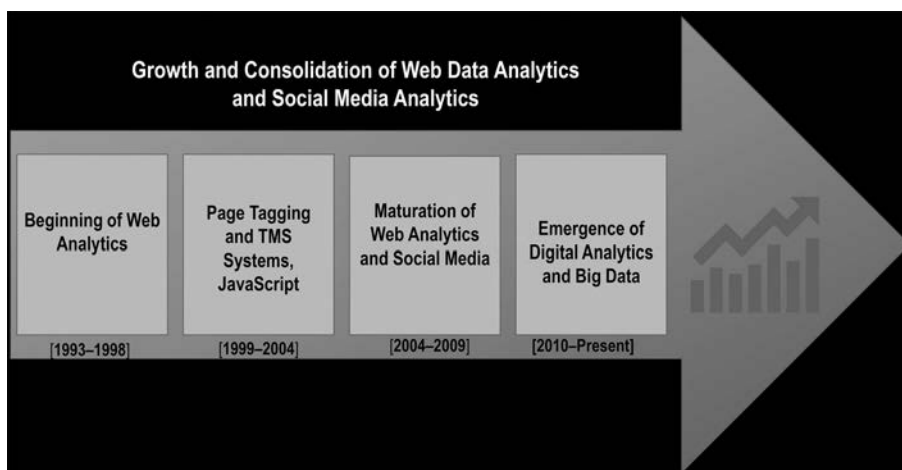 Growth and Consolidation of Web Data Analytics
and Social Media Analytics
Beginning of Web
Analytics
[1993–1998]
Page Tagging
and TMS
Systems,
JavaScript
[1999–2004]
Maturation of
Web Analytics
and Social Media
[2004–2009]
Emergence of
Digital Analytics
and Big Data
[2010–Present]